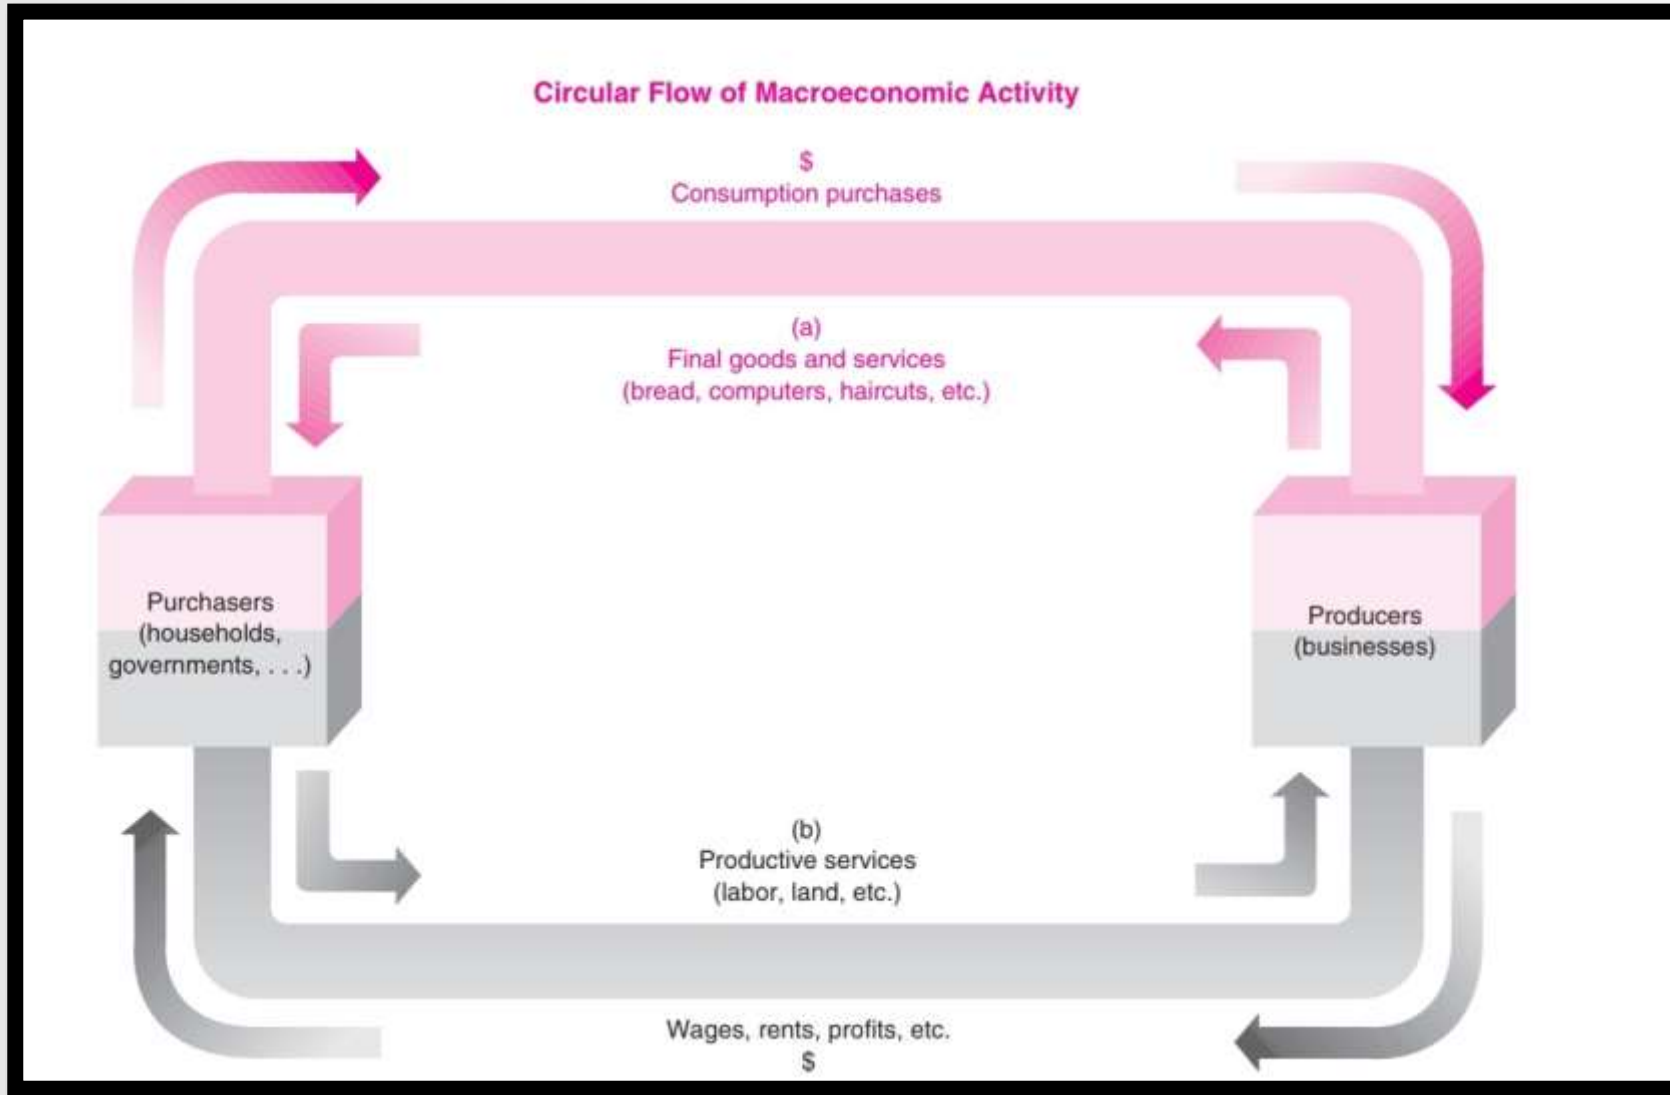 Circular Flow of Macroeconomic Activity
$
Consumption purchases
(a)
Final goods and services
(bread, computers, haircuts, etc.)
Purchasers
(households,
governments, . . .)
Producers
(businesses)
(b)
Productive services
(labor, land, etc.)
Wages, rents, profits, etc.
$